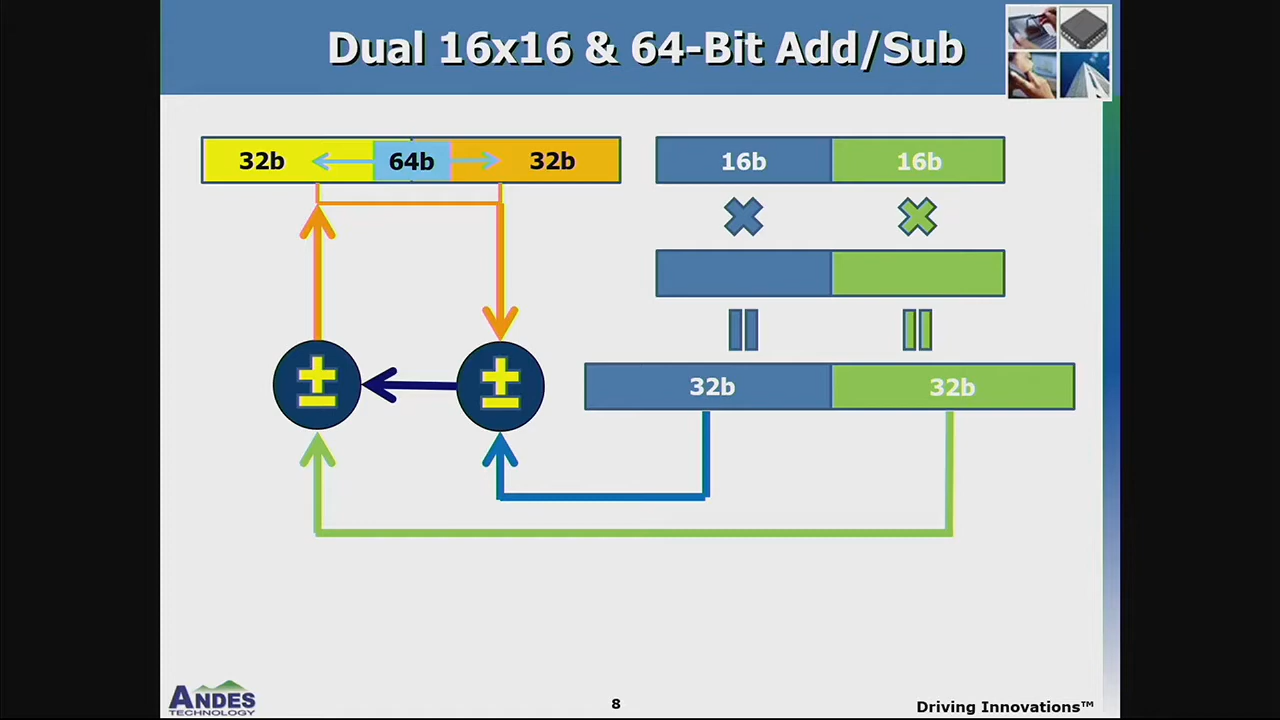 Dual 16x16 & 64-Bit Add/Sub
32b 64b 32b
16b 16b
±
±
32b 32b
ANDES
TECHNOLOGY
8
Driving Innovations™